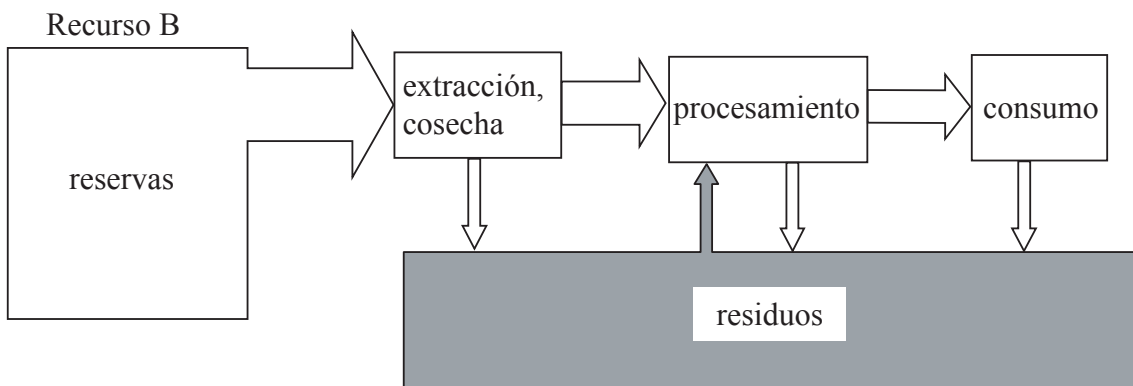 Recurso B
reservas
extracción,
cosecha
procesamiento
consumo
residuos